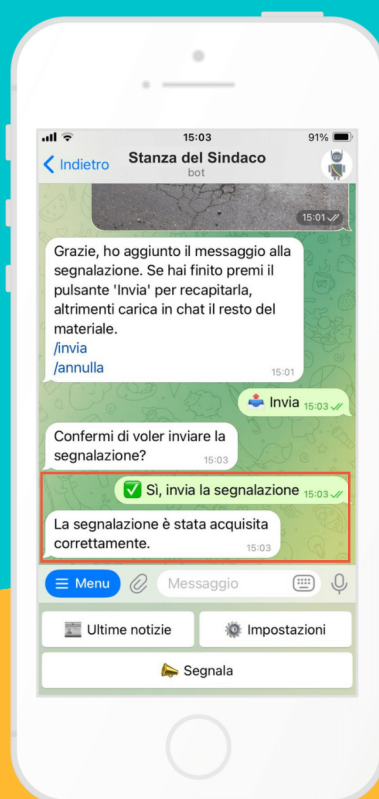 15:03
91%
Indietro
Stanza del Sindaco
bot
15:01
Grazie, ho aggiunto il messaggio alla
segnalazione. Se hai finito premi il
pulsante 'Invia' per recapitarla,
altrimenti carica in chat il resto del
materiale.
/invia
/annulla
15:01
Invia 15:03
Confermi di voler inviare la
segnalazione?
15:03
Sì, invia la segnalazione 15:03
La segnalazione è stata acquisita
correttamente.
15:03
Menu
Messaggio
Ultime notizie
Impostazioni
Segnala